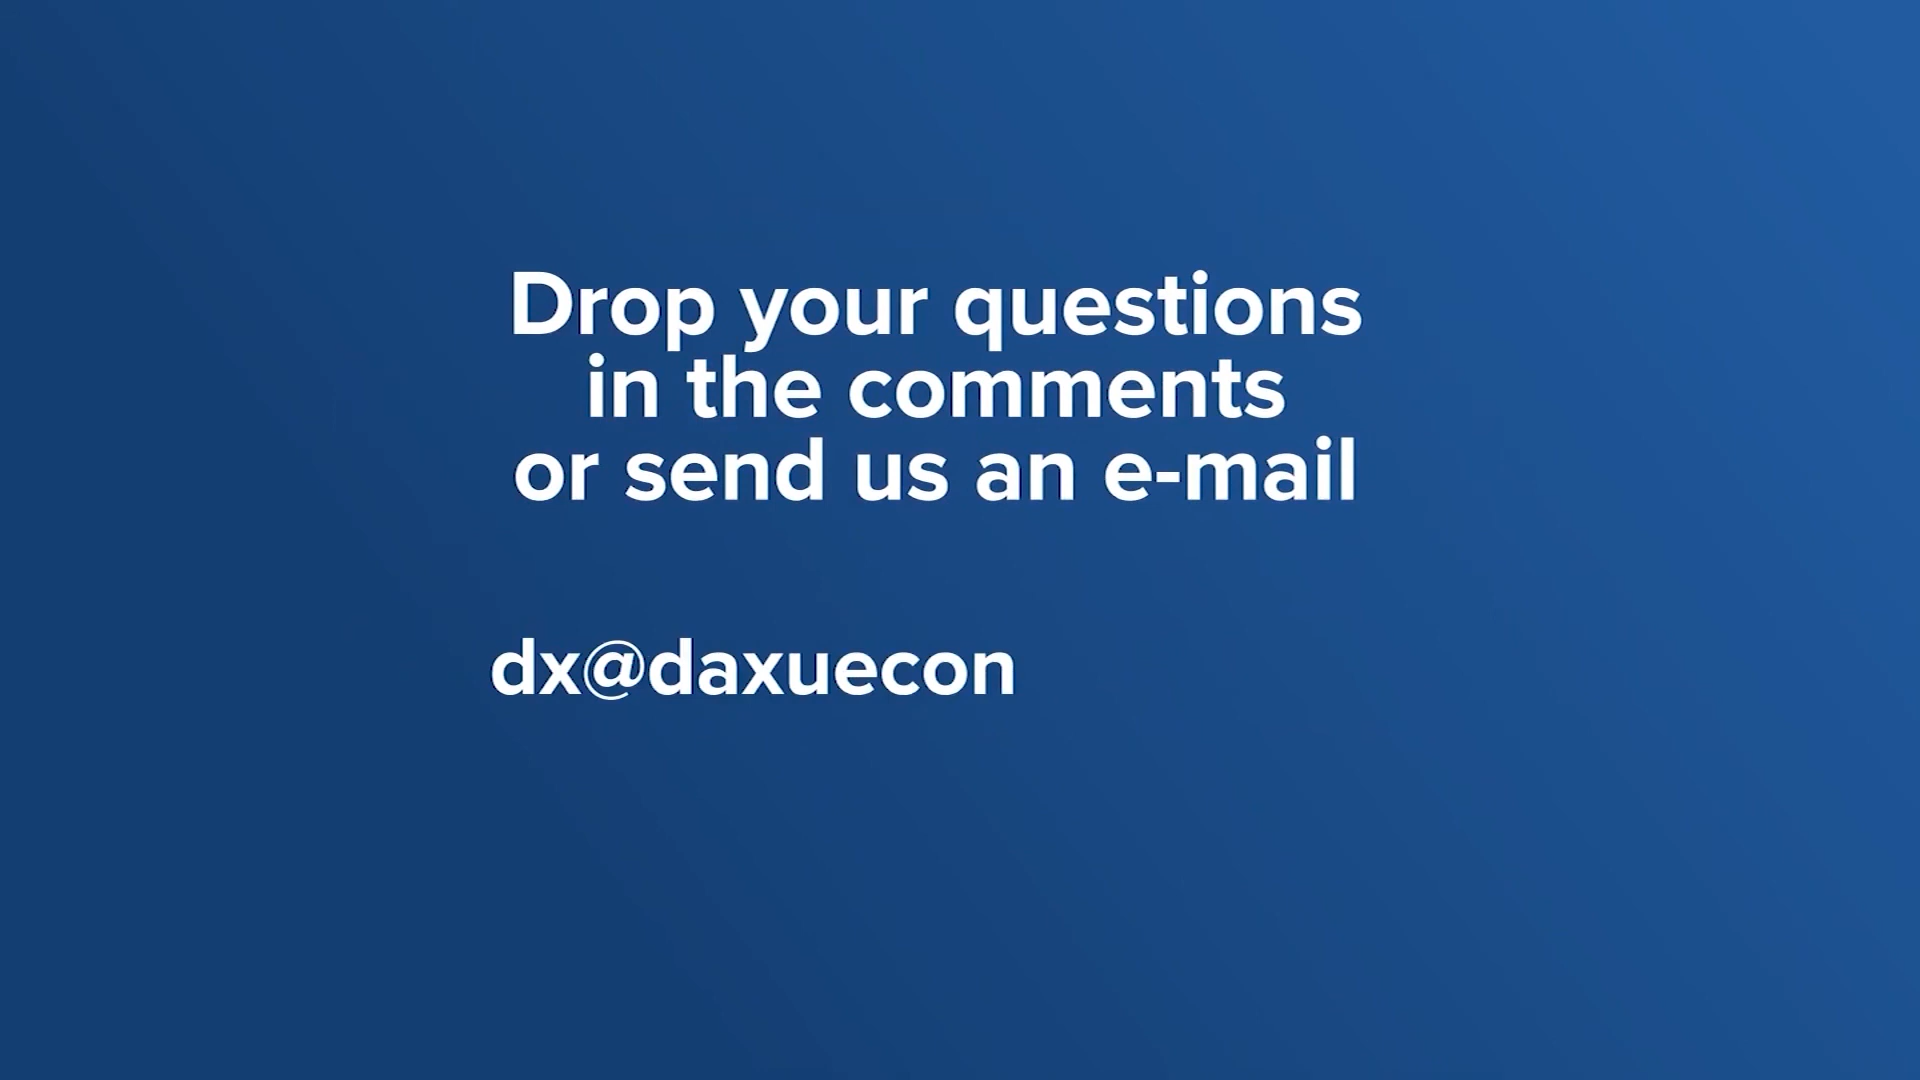 Drop your questions
in the comments
or send us an e-mail
dx@daxuecon